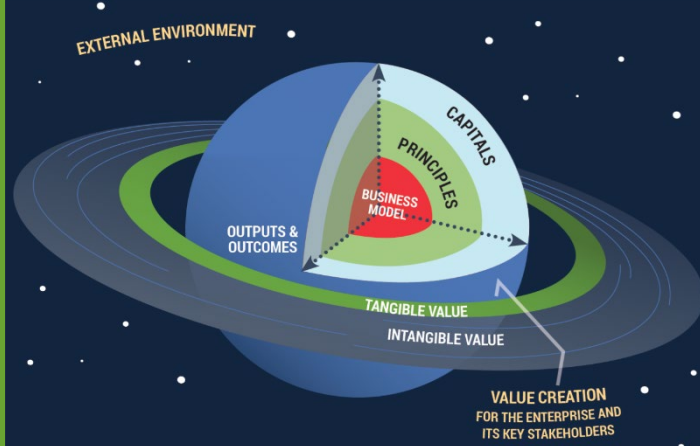 EXTERNAL ENVIRONMENT
CAPITALS
PRINCIPLES
BUSINESS
MODEL
OUTPUTS &
OUTCOMES
TANGIBLE VALUE
INTANGIBLE VALUE
VALUE CREATION
FOR THE ENTERPRISE AND
ITS KEY STAKEHOLDERS